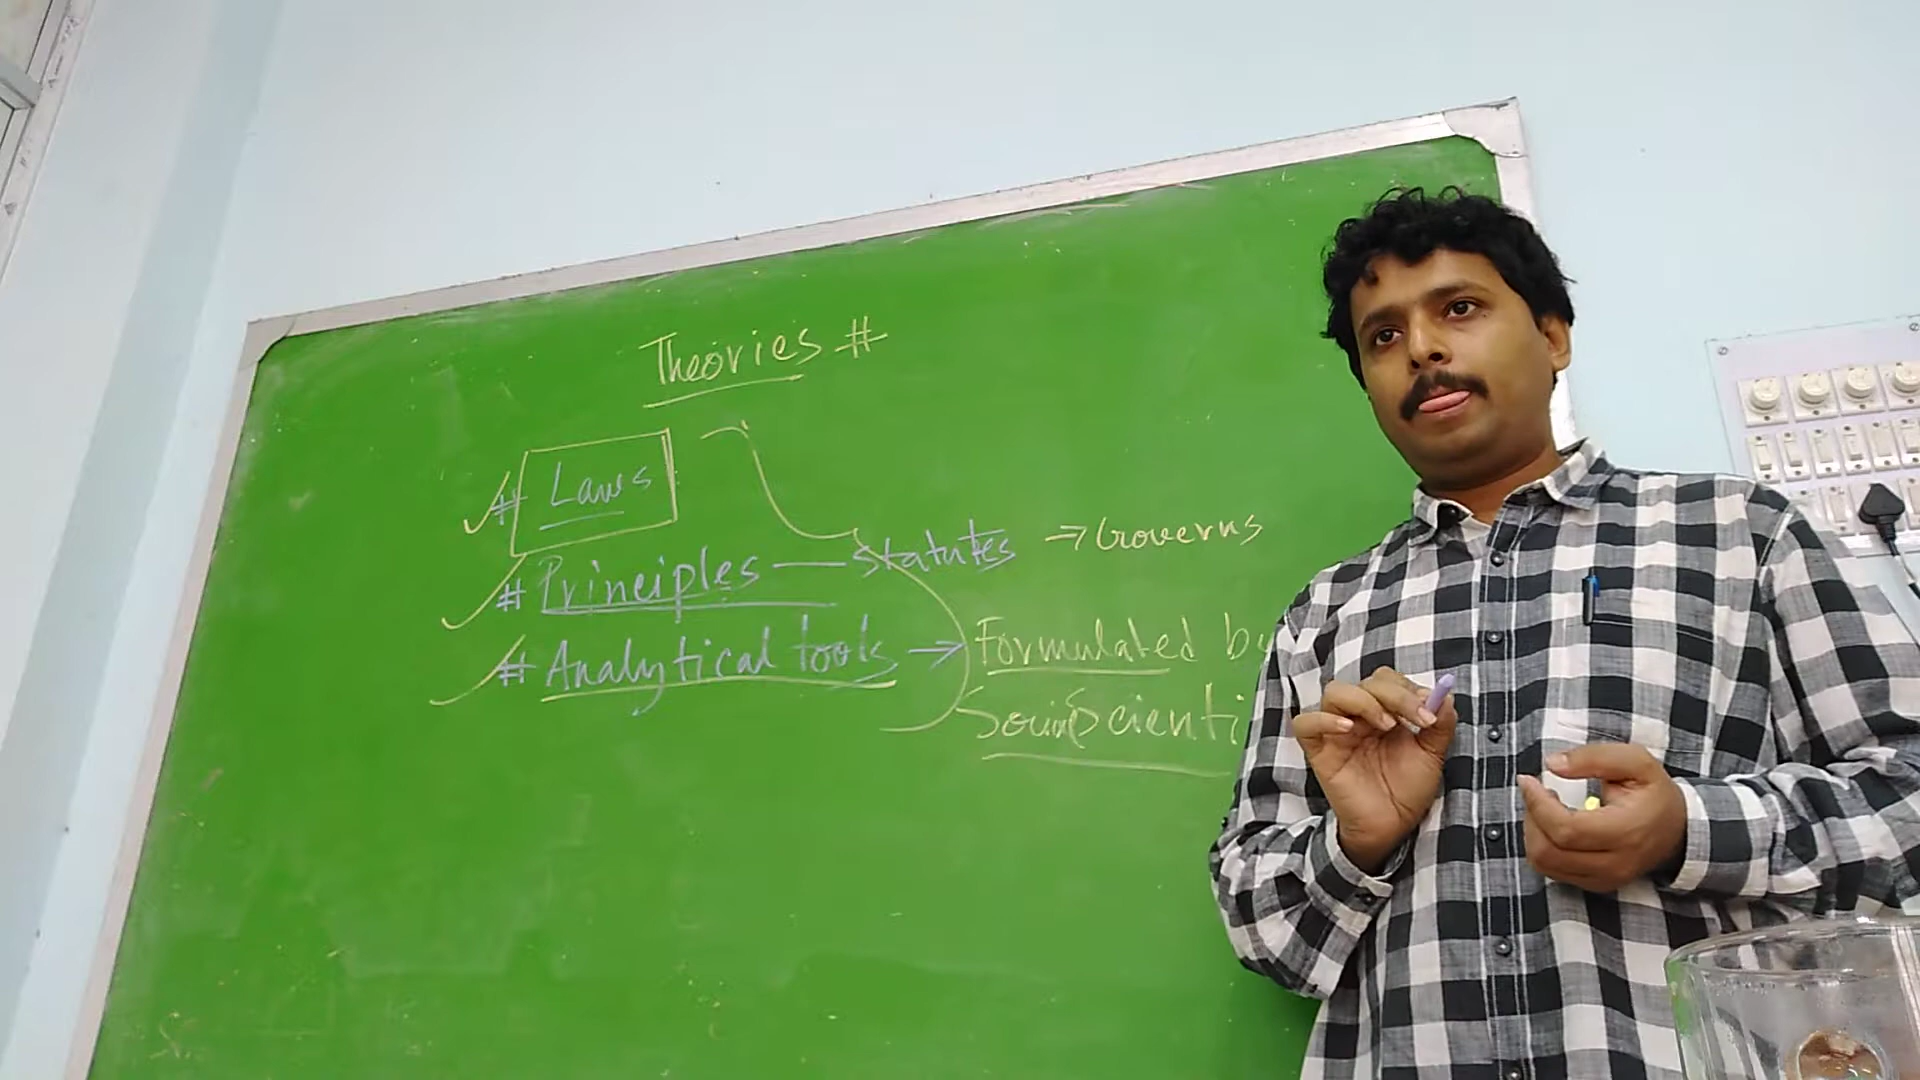 Theories #
# Laws
# Principles — Statutes → Governs
# Analytical tools → Formulated by
Scienti